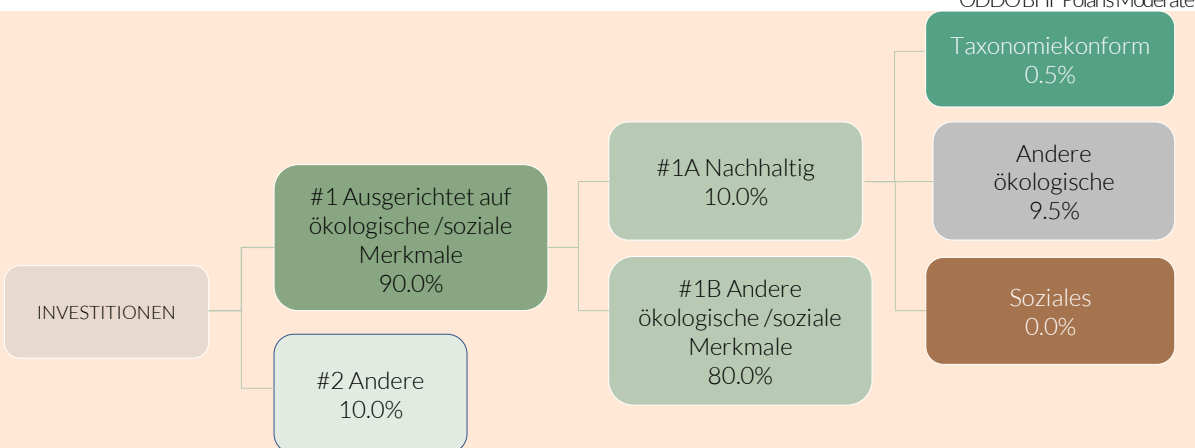 ODDO BHF Polaris Moderate
Taxonomiekonform
0.5%
Andere
ökologische
9.5%
#1A Nachhaltig
10.0%
#1 Ausgerichtet auf
ökologische /soziale
Merkmale
90.0%
Soziales
0.0%
#1B Andere
ökologische /soziale
Merkmale
80.0%
INVESTITIONEN
#2 Andere
10.0%